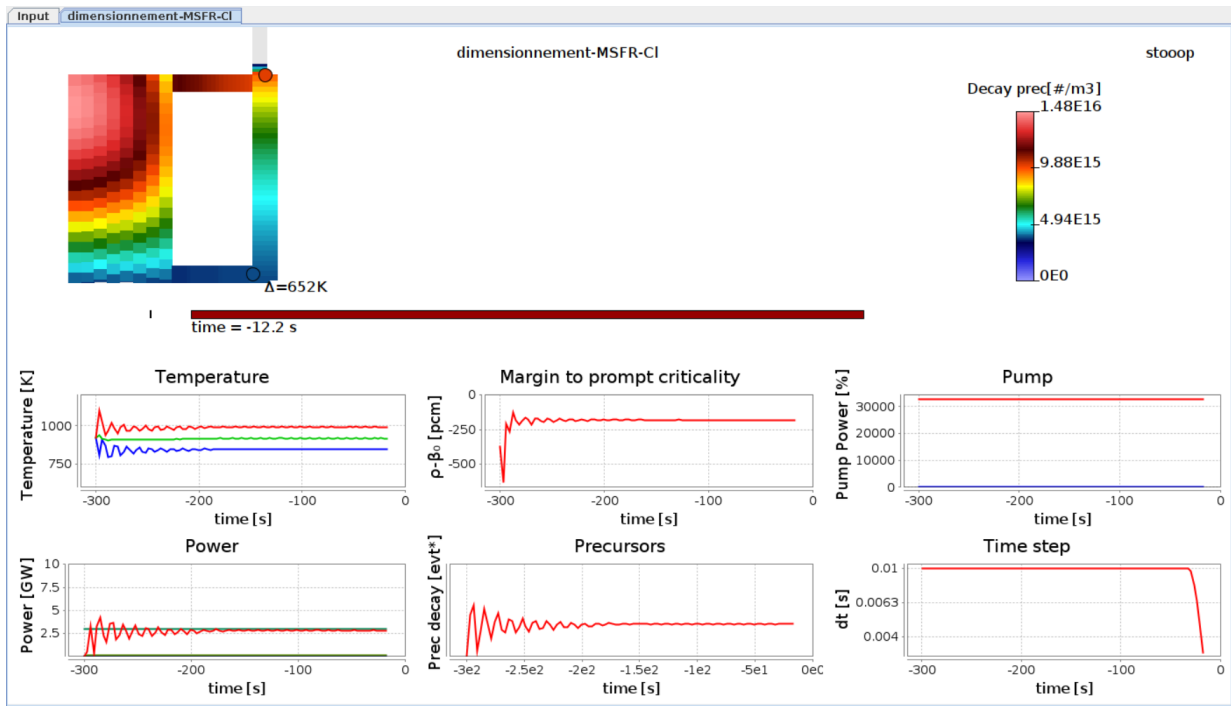 Input dimensionnement-MSFR-Cl
dimensionnement-MSFR-Cl
stooop
Decay prec[#/m3]
1.48E16
9.88E15
4.94E15
0E0
Δ=652K
time = -12.2 s
Temperature
Temperature [K]
1000
750
-300 -200 -100 0
time [s]
Margin to prompt criticality
ρ-β₀ [pcm]
0
-250
-500
-300 -200 -100 0
time [s]
Pump
Pump Power [%]
30000
20000
10000
0
-300 -200 -100 0
time [s]
Power
Power [GW]
10
7.5
5
2.5
-300 -200 -100 0
time [s]
Precursors
Prec decay [evt*]
-3e2 -2.5e2 -2e2 -1.5e2 -1e2 -5e1 0e0
time [s]
Time step
dt [s]
0.01
0.0063
0.004
-300 -200 -100 0
time [s]